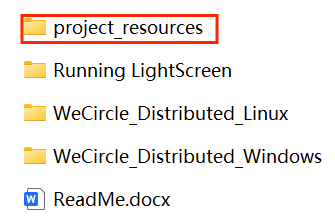 project_resources
Running LightScreen
WeCircle_Distributed_Linux
WeCircle_Distributed_Windows
ReadMe.docx